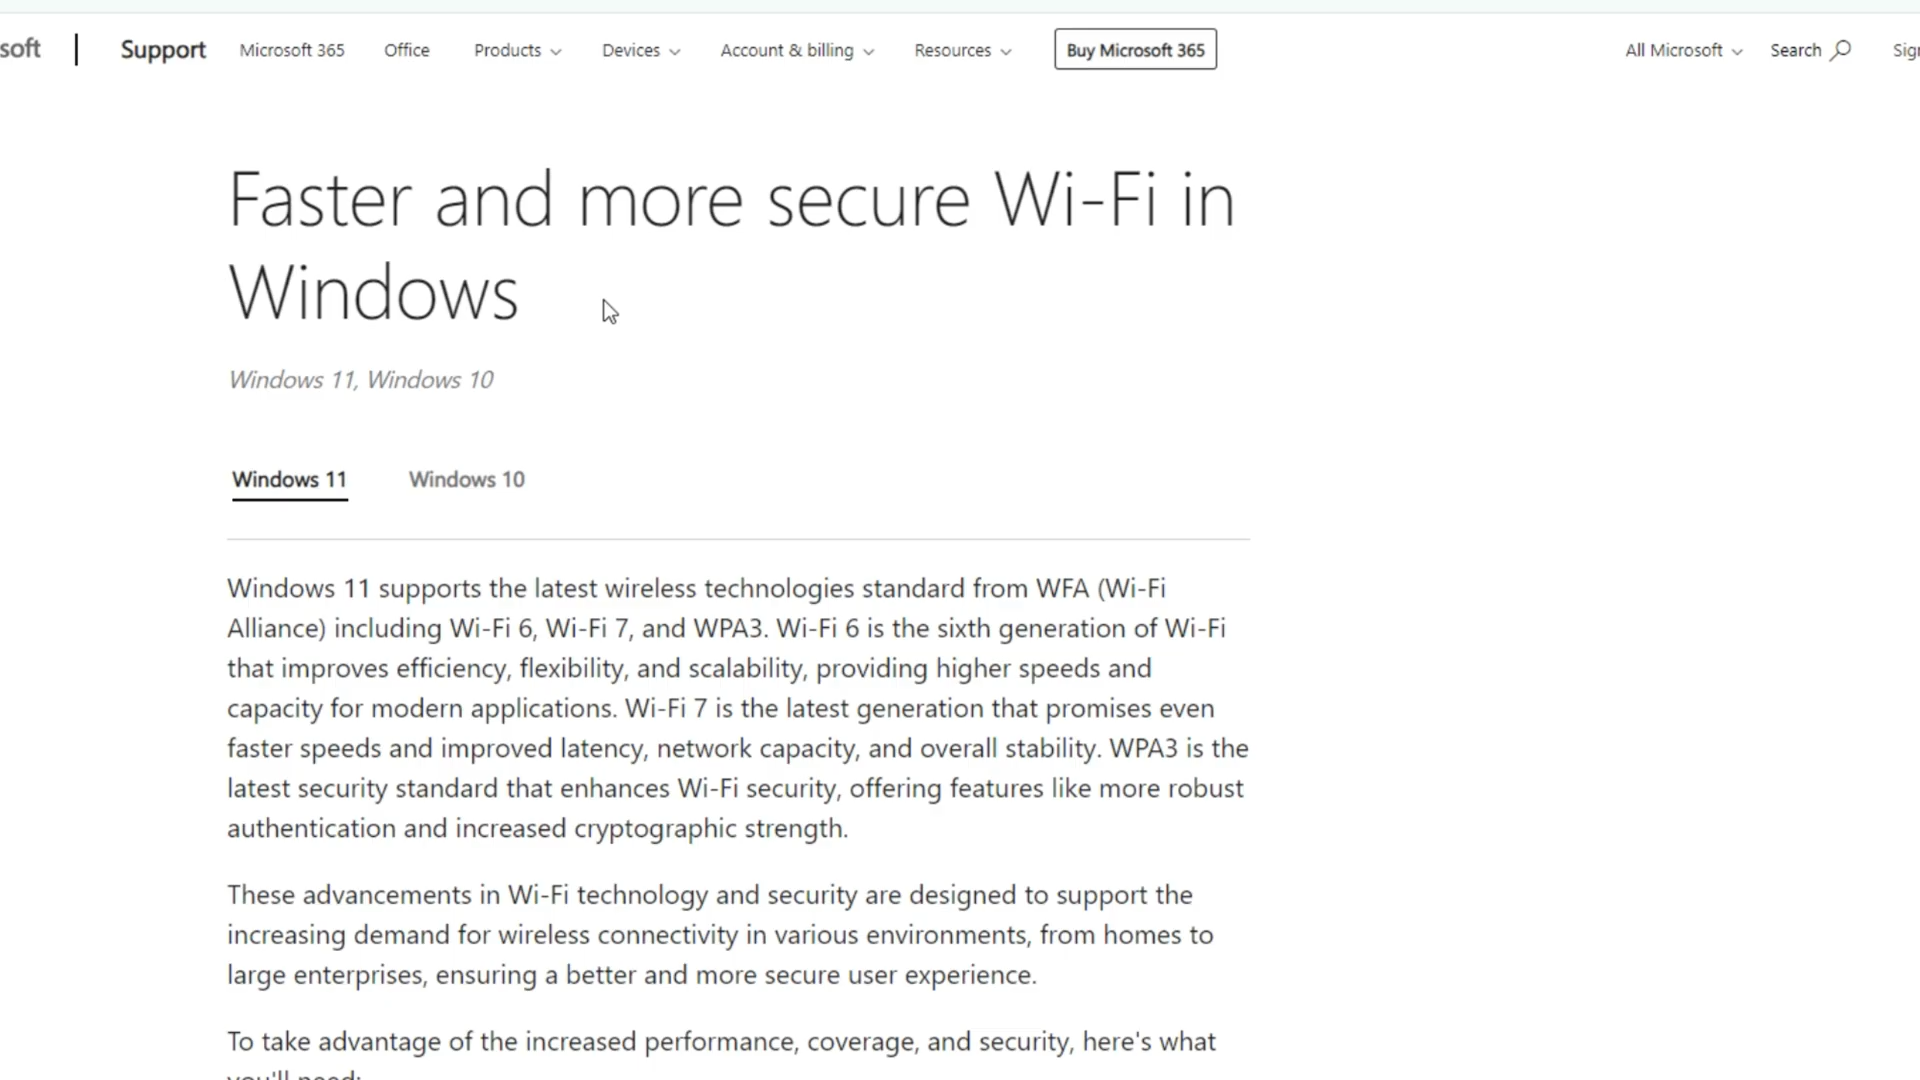 soft | Support Microsoft 365 Office Products Devices Account & billing Resources Buy Microsoft 365 All Microsoft Search Sig
Faster and more secure Wi-Fi in
Windows
Windows 11, Windows 10
Windows 11 Windows 10
Windows 11 supports the latest wireless technologies standard from WFA (Wi-Fi
Alliance) including Wi-Fi 6, Wi-Fi 7, and WPA3. Wi-Fi 6 is the sixth generation of Wi-Fi
that improves efficiency, flexibility, and scalability, providing higher speeds and
capacity for modern applications. Wi-Fi 7 is the latest generation that promises even
faster speeds and improved latency, network capacity, and overall stability. WPA3 is the
latest security standard that enhances Wi-Fi security, offering features like more robust
authentication and increased cryptographic strength.
These advancements in Wi-Fi technology and security are designed to support the
increasing demand for wireless connectivity in various environments, from homes to
large enterprises, ensuring a better and more secure user experience.
To take advantage of the increased performance, coverage, and security, here's what
you'll need: